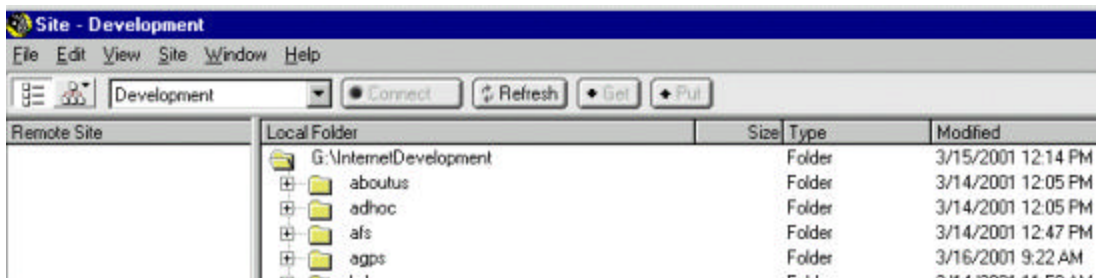 Site - Development
File Edit View Site Window Help
Development Connect Refresh Get Put
Remote Site Local Folder Size Type Modified
G:\InternetDevelopment Folder 3/15/2001 12:14 PM
aboutus Folder 3/14/2001 12:05 PM
adhoc Folder 3/14/2001 12:05 PM
afs Folder 3/14/2001 12:47 PM
agps Folder 3/16/2001 9:22 AM